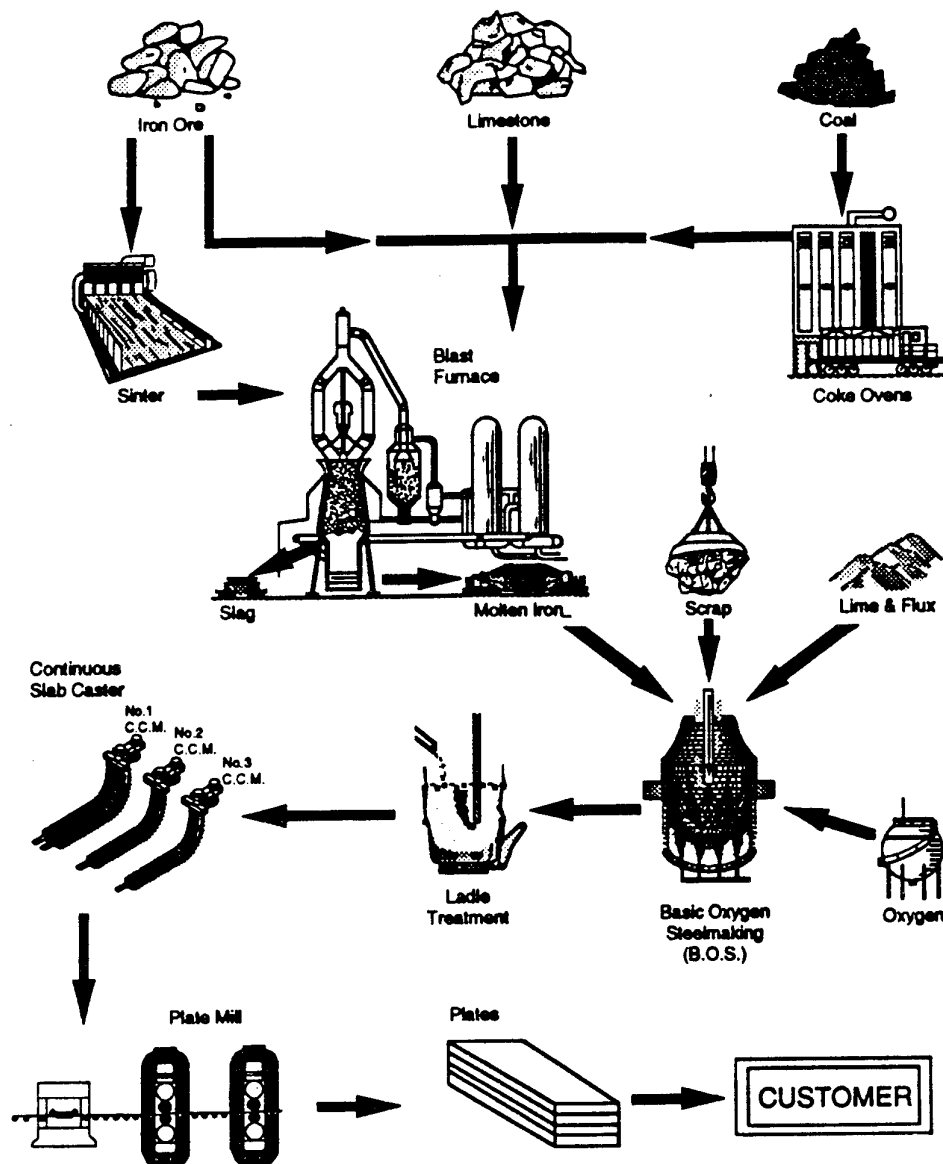 Iron Ore
Limestone
Coal
Sinter
Blast
Furnace
Coke Ovens
Slag
Molten Iron
Scrap
Lime & Flux
Continuous
Slab Caster
No.1
C.C.M.
No.2
C.C.M.
No.3
C.C.M.
Ladle
Treatment
Basic Oxygen
Steelmaking
(B.O.S.)
Oxygen
Plate Mill
Plates
CUSTOMER